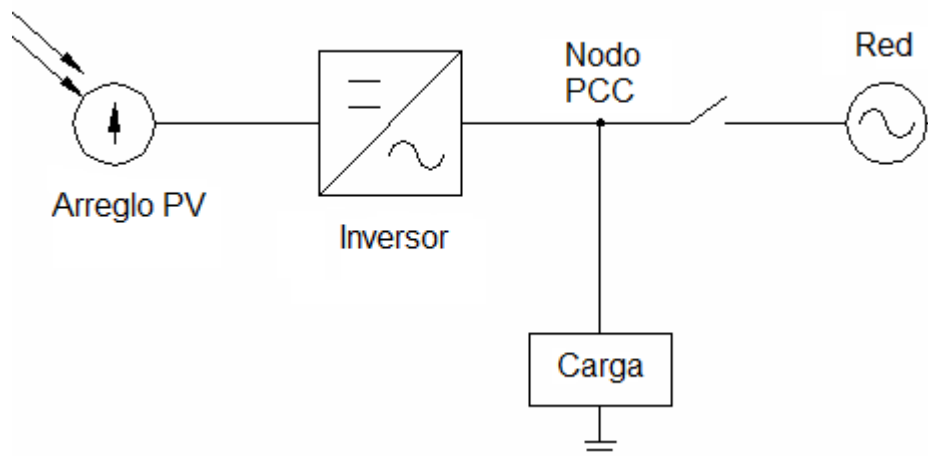 Arreglo PV
Inversor
Nodo
PCC
Red
Carga